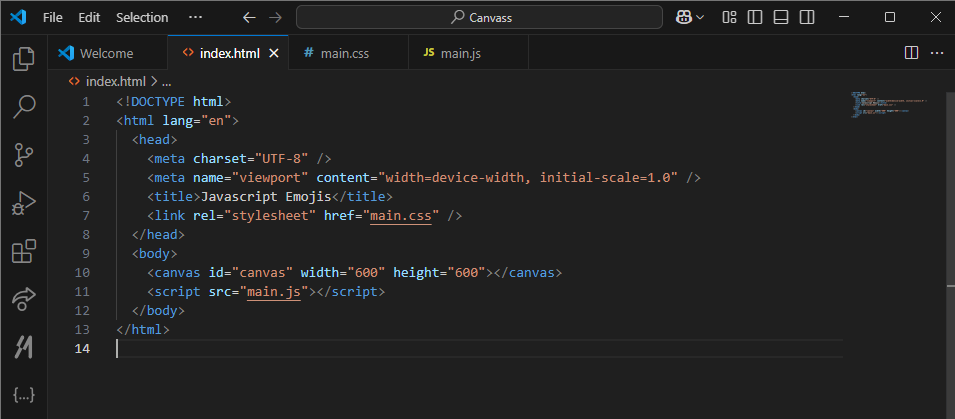 File Edit Selection ... Canvass
Welcome index.html main.css main.js
index.html > ...
1 <!DOCTYPE html>
2 <html lang="en">
3 <head>
4 <meta charset="UTF-8" />
5 <meta name="viewport" content="width=device-width, initial-scale=1.0" />
6 <title>Javascript Emojis</title>
7 <link rel="stylesheet" href="main.css" />
8 </head>
9 <body>
10 <canvas id="canvas" width="600" height="600"></canvas>
11 <script src="main.js"></script>
12 </body>
13 </html>
14